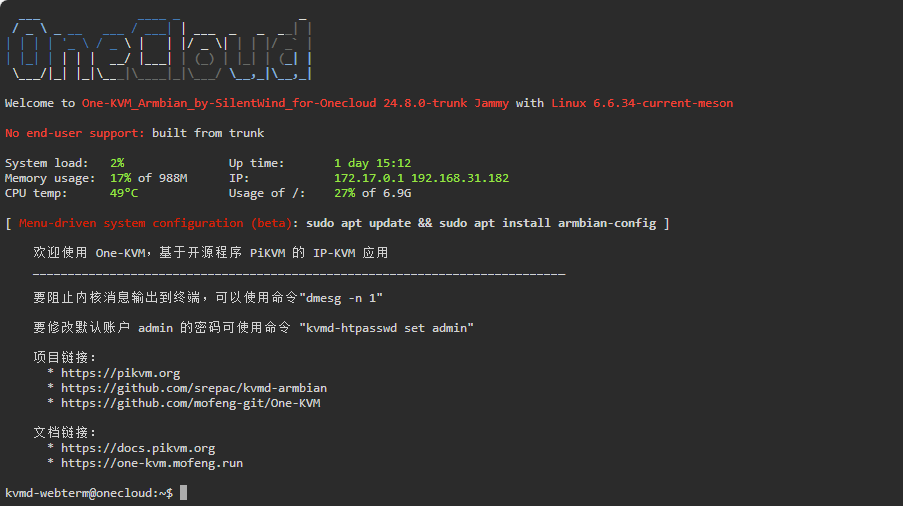 OneCloud
Welcome to One-KVM_Armbian_by-SilentWind_for-Onecloud 24.8.0-trunk Jammy with Linux 6.6.34-current-meson
No end-user support: built from trunk
System load: 2% Up time: 1 day 15:12
Memory usage: 17% of 988M IP: 172.17.0.1 192.168.31.182
CPU temp: 49°C Usage of /: 27% of 6.9G
[ Menu-driven system configuration (beta): sudo apt update && sudo apt install armbian-config ]
欢迎使用 One-KVM，基于开源程序 PiKVM 的 IP-KVM 应用
____________________________________________________________________________
要阻止内核消息输出到终端，可以使用命令"dmesg -n 1"
要修改默认账户 admin 的密码可使用命令 "kvmd-htpasswd set admin"
项目链接：
* https://pikvm.org
* https://github.com/srepac/kvmd-armbian
* https://github.com/mofeng-git/One-KVM
文档链接：
* https://docs.pikvm.org
* https://one-kvm.mofeng.run
kvmd-webterm@onecloud:~$